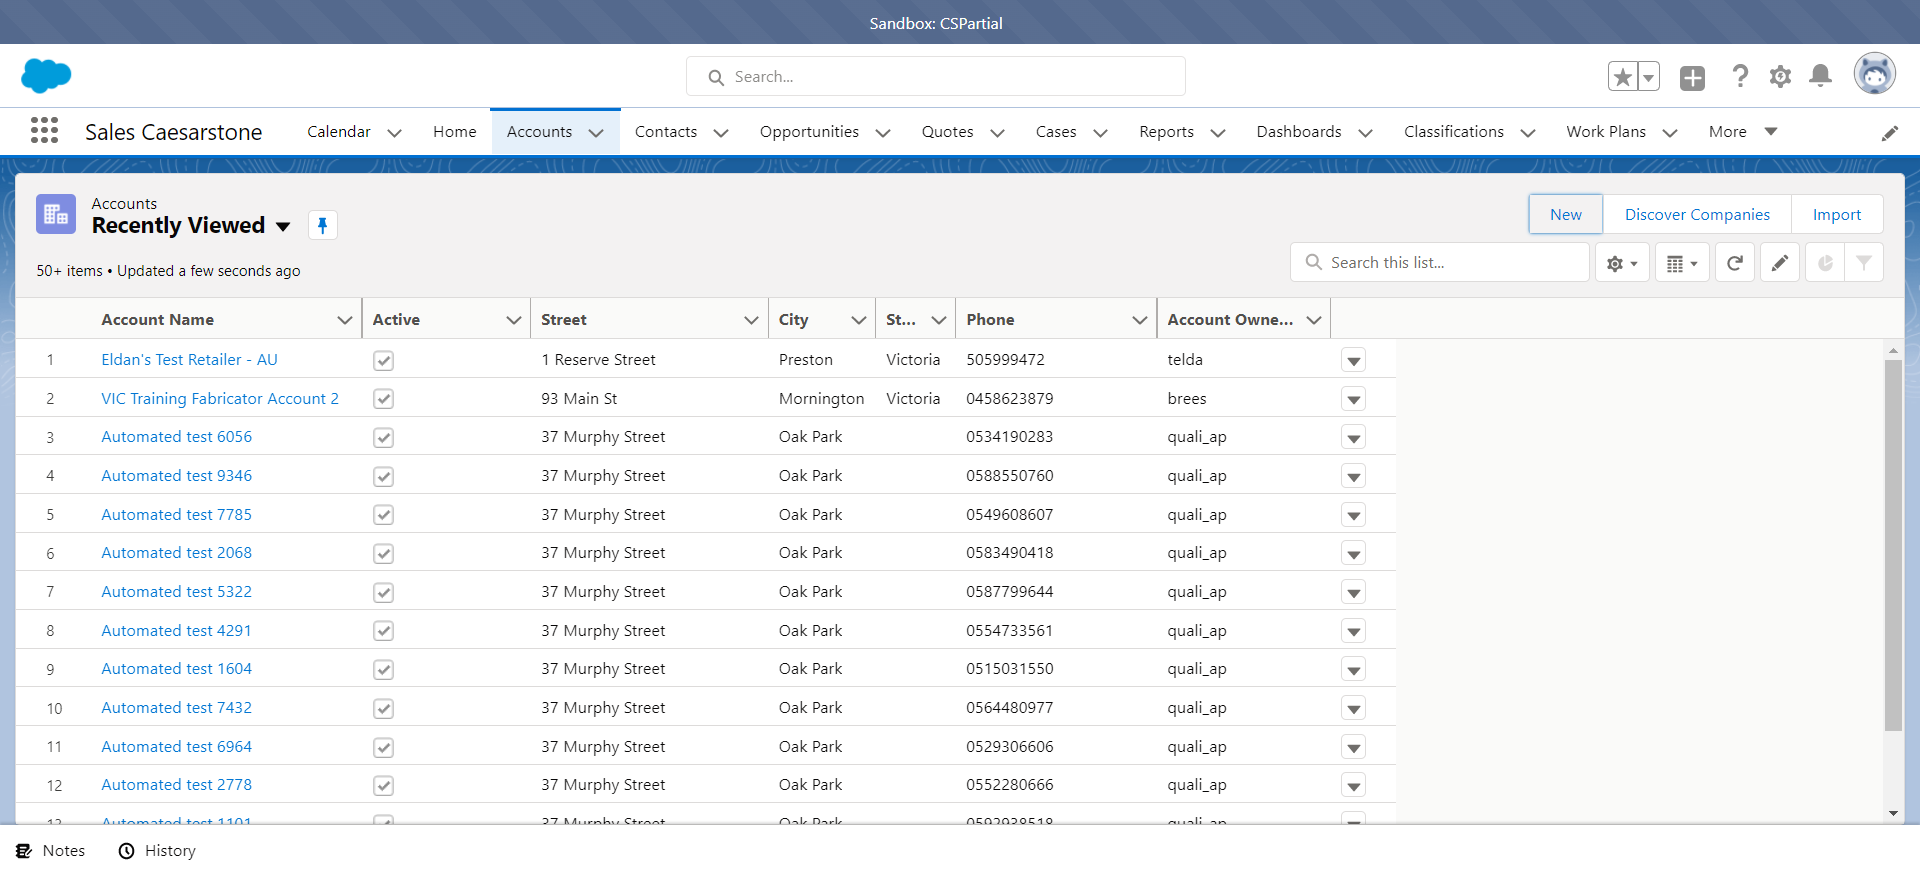 Sandbox: CSPartial
Search...
Sales Caesarstone Calendar Home Accounts Contacts Opportunities Quotes Cases Reports Dashboards Classifications Work Plans More
Accounts
Recently Viewed
New Discover Companies Import
50+ items • Updated a few seconds ago
Search this list...
Account Name Active Street City St... Phone Account Owne...
1 Eldan's Test Retailer - AU 1 Reserve Street Preston Victoria 505999472 telda
2 VIC Training Fabricator Account 2 93 Main St Mornington Victoria 0458623879 brees
3 Automated test 6056 37 Murphy Street Oak Park 0534190283 quali_ap
4 Automated test 9346 37 Murphy Street Oak Park 0588550760 quali_ap
5 Automated test 7785 37 Murphy Street Oak Park 0549608607 quali_ap
6 Automated test 2068 37 Murphy Street Oak Park 0583490418 quali_ap
7 Automated test 5322 37 Murphy Street Oak Park 0587799644 quali_ap
8 Automated test 4291 37 Murphy Street Oak Park 0554733561 quali_ap
9 Automated test 1604 37 Murphy Street Oak Park 0515031550 quali_ap
10 Automated test 7432 37 Murphy Street Oak Park 0564480977 quali_ap
11 Automated test 6964 37 Murphy Street Oak Park 0529306606 quali_ap
12 Automated test 2778 37 Murphy Street Oak Park 0552280666 quali_ap
13 Automated test 1101 37 Murphy Street Oak Park 0592938518 quali_ap
Notes History